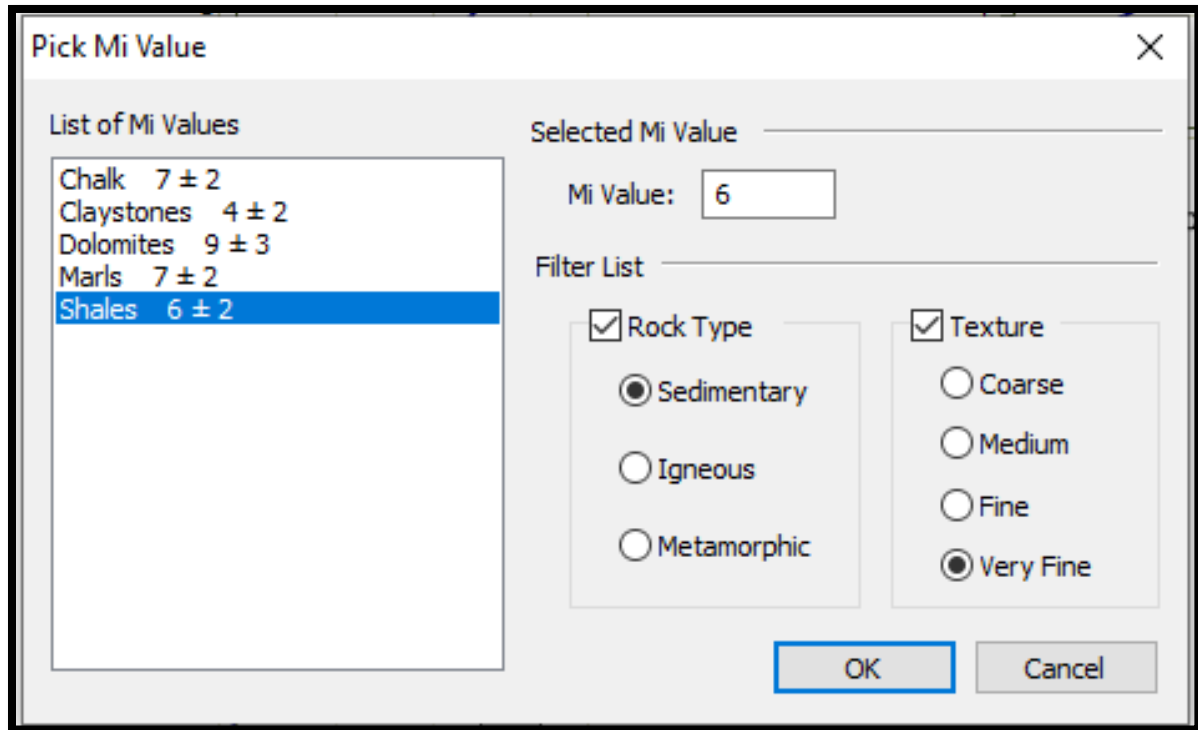 Pick Mi Value
List of Mi Values
Chalk 7 ± 2
Claystones 4 ± 2
Dolomites 9 ± 3
Marls 7 ± 2
Shales 6 ± 2
Selected Mi Value
Mi Value: 6
Filter List
Rock Type
Sedimentary
Igneous
Metamorphic
Texture
Coarse
Medium
Fine
Very Fine
OK
Cancel